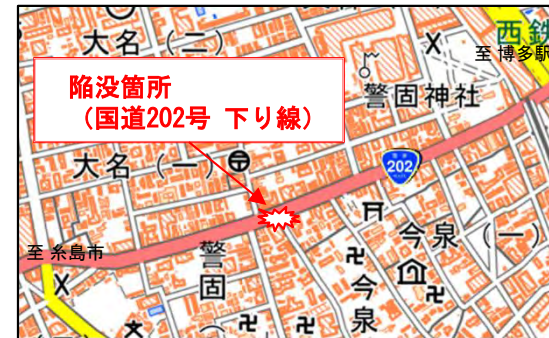 大名(二)
西鉄
至 博多駅
陥没箇所
(国道202号 下り線)
警固神社
大名(一)
202
今泉(一)
至 糸島市
警固
今泉